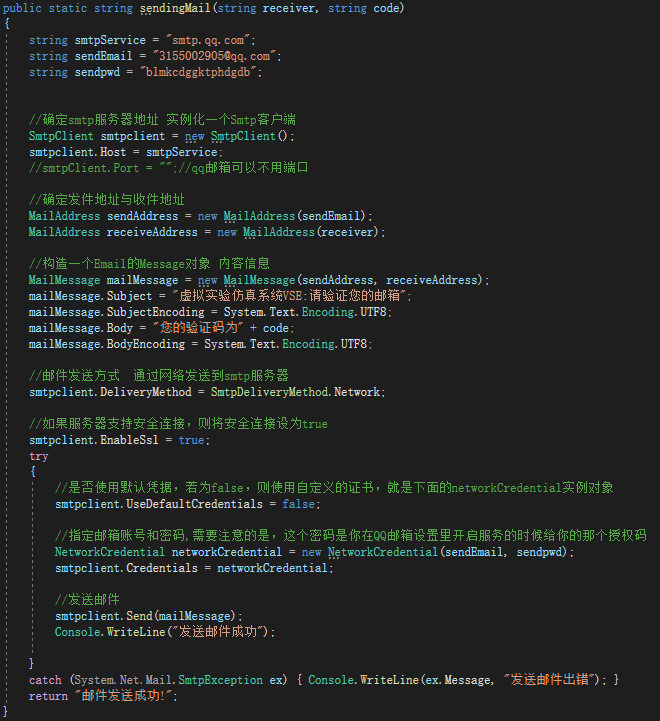 public static string sendingMail(string receiver, string code)
{
string smtpService = "smtp.qq.com";
string sendEmail = "3155002905@qq.com";
string sendpwd = "blmkcdggktphdgdb";
//确定smtp服务器地址 实例化一个Smtp客户端
SmtpClient smtpclient = new SmtpClient();
smtpclient.Host = smtpService;
//smtpClient.Port = "";//qq邮箱可以不用端口
//确定发件地址与收件地址
MailAddress sendAddress = new MailAddress(sendEmail);
MailAddress receiveAddress = new MailAddress(receiver);
//构造一个Email的Message对象 内容信息
MailMessage mailMessage = new MailMessage(sendAddress, receiveAddress);
mailMessage.Subject = "虚拟实验仿真系统VSE:请验证您的邮箱";
mailMessage.SubjectEncoding = System.Text.Encoding.UTF8;
mailMessage.Body = "您的验证码为" + code;
mailMessage.BodyEncoding = System.Text.Encoding.UTF8;
//邮件发送方式  通过网络发送到smtp服务器
smtpclient.DeliveryMethod = SmtpDeliveryMethod.Network;
//如果服务器支持安全连接，则将安全连接设为true
smtpclient.EnableSsl = true;
try
{
//是否使用默认凭据，若为false，则使用自定义的证书，就是下面的networkCredential实例对象
smtpclient.UseDefaultCredentials = false;
//指定邮箱账号和密码,需要注意的是，这个密码是你在QQ邮箱设置里开启服务的时候给你的那个授权码
NetworkCredential networkCredential = new NetworkCredential(sendEmail, sendpwd);
smtpclient.Credentials = networkCredential;
//发送邮件
smtpclient.Send(mailMessage);
Console.WriteLine("发送邮件成功");
}
catch (System.Net.Mail.SmtpException ex) { Console.WriteLine(ex.Message, "发送邮件出错"); }
return "邮件发送成功!";
}